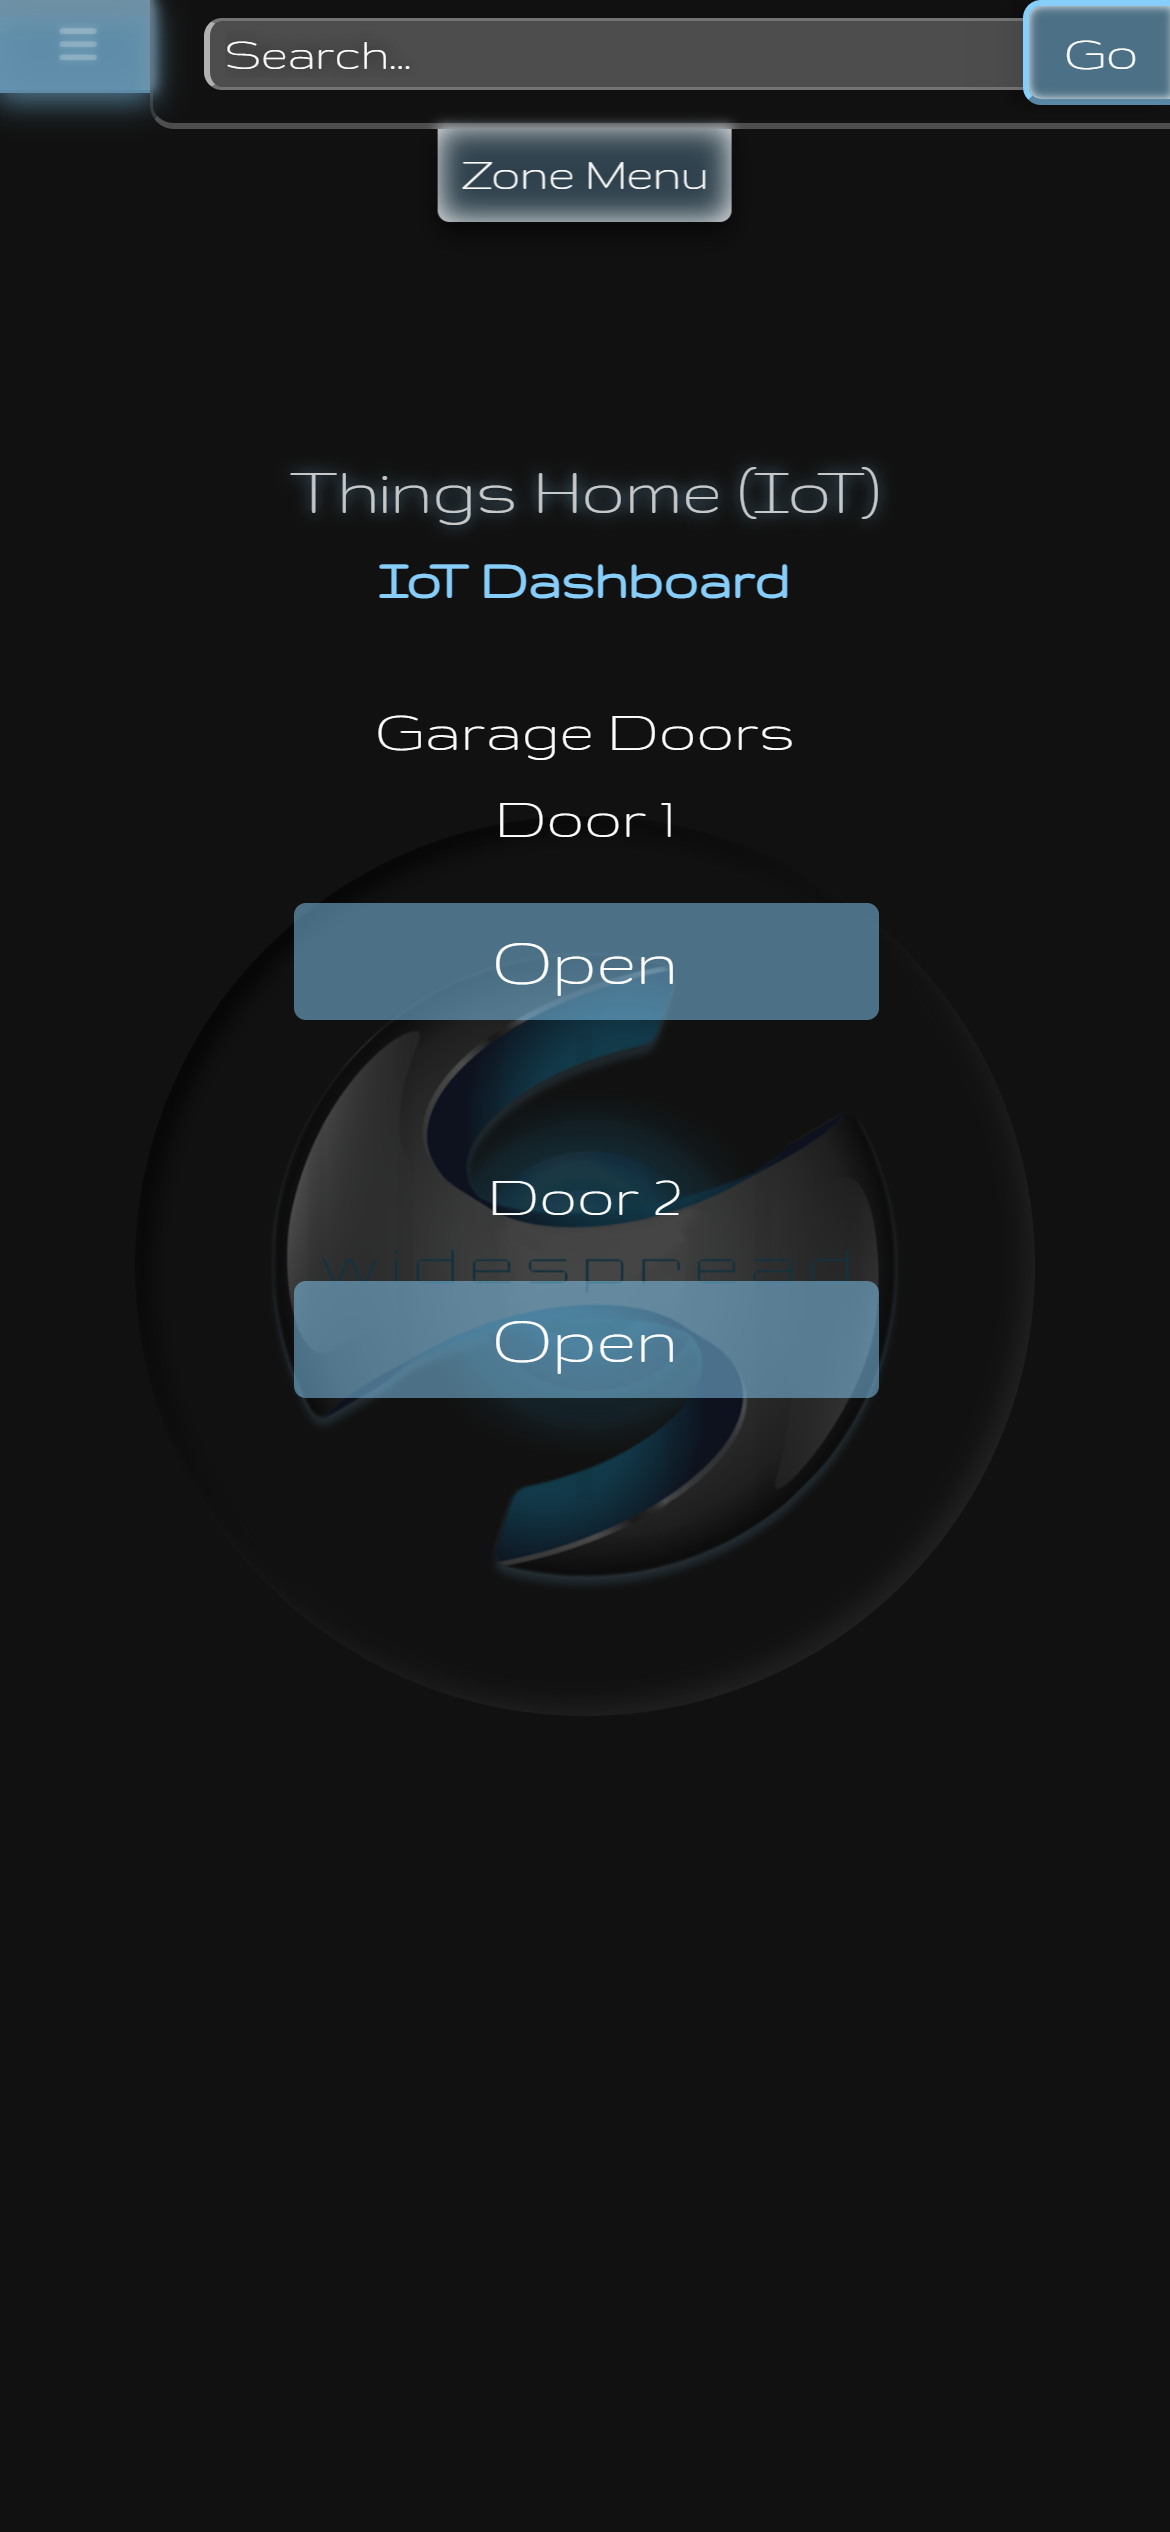 Search...
Go
Zone Menu
Things Home (IoT)
IoT Dashboard
Garage Doors
Door 1
Open
Door 2
widespread
Open